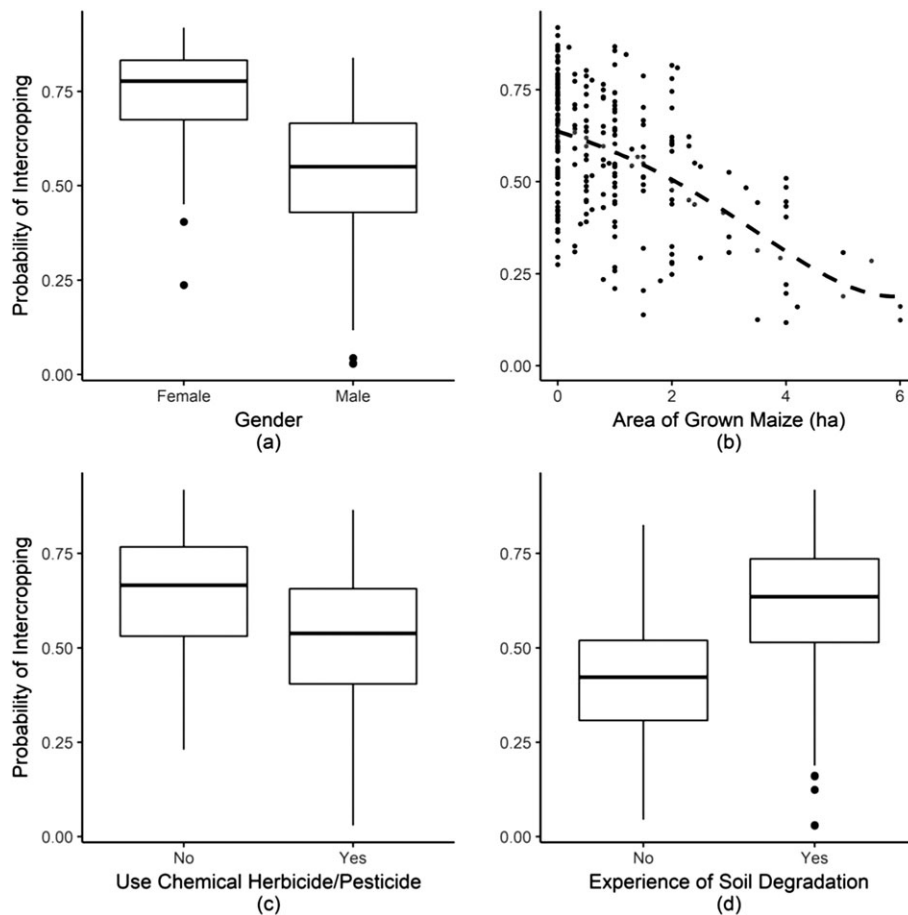 Probability of Intercropping
0.75
0.50
0.25
0.00
Female Male
Gender
(a)
0.75
0.50
0.25
0.00
0 2 4 6
Area of Grown Maize (ha)
(b)
Probability of Intercropping
0.75
0.50
0.25
0.00
No Yes
Use Chemical Herbicide/Pesticide
(c)
0.75
0.50
0.25
0.00
No Yes
Experience of Soil Degradation
(d)